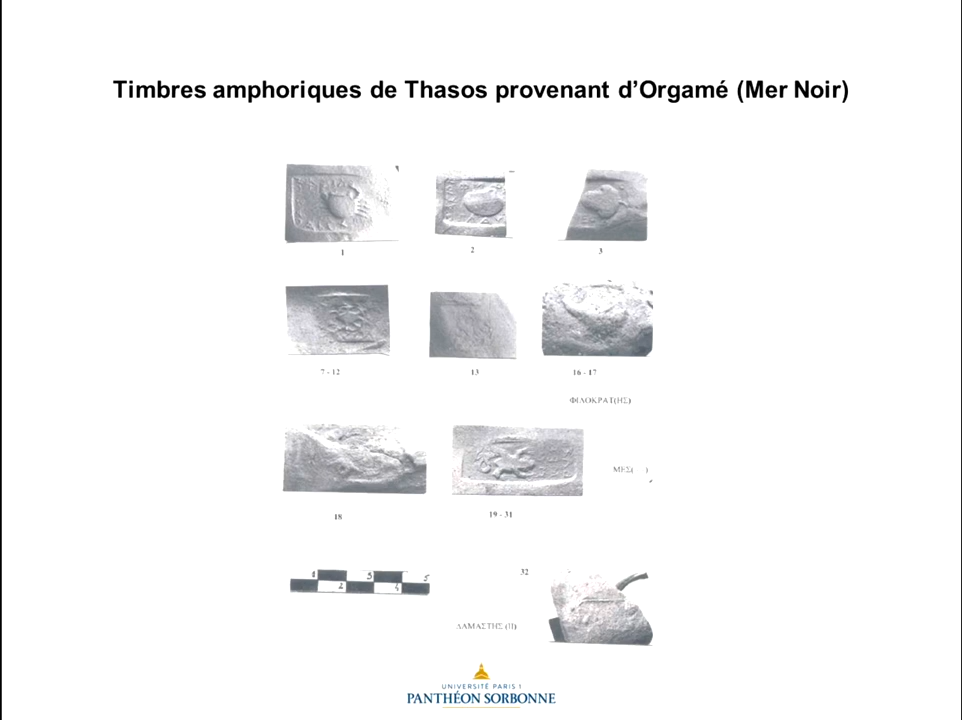 Timbres amphoriques de Thasos provenant d'Orgamé (Mer Noir)
1
2
3
7 - 12
13
16 - 17
ΦΙΛΟΚΡΑΤ(ΗΣ)
ΜΕΣ( )
18
19 - 31
1 2 3 4 5
32
ΔΑΜΑΣΤΗΣ (II)
UNIVERSITÉ PARIS 1
PANTHÉON SORBONNE